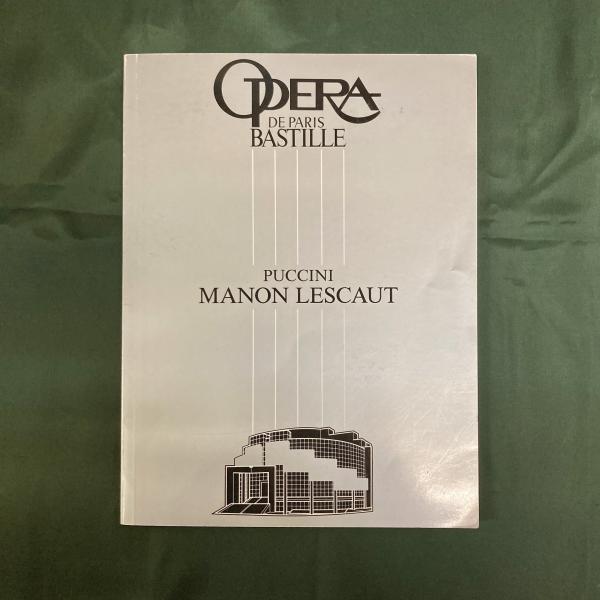 OPERA
DE PARIS
BASTILLE
PUCCINI
MANON LESCAUT